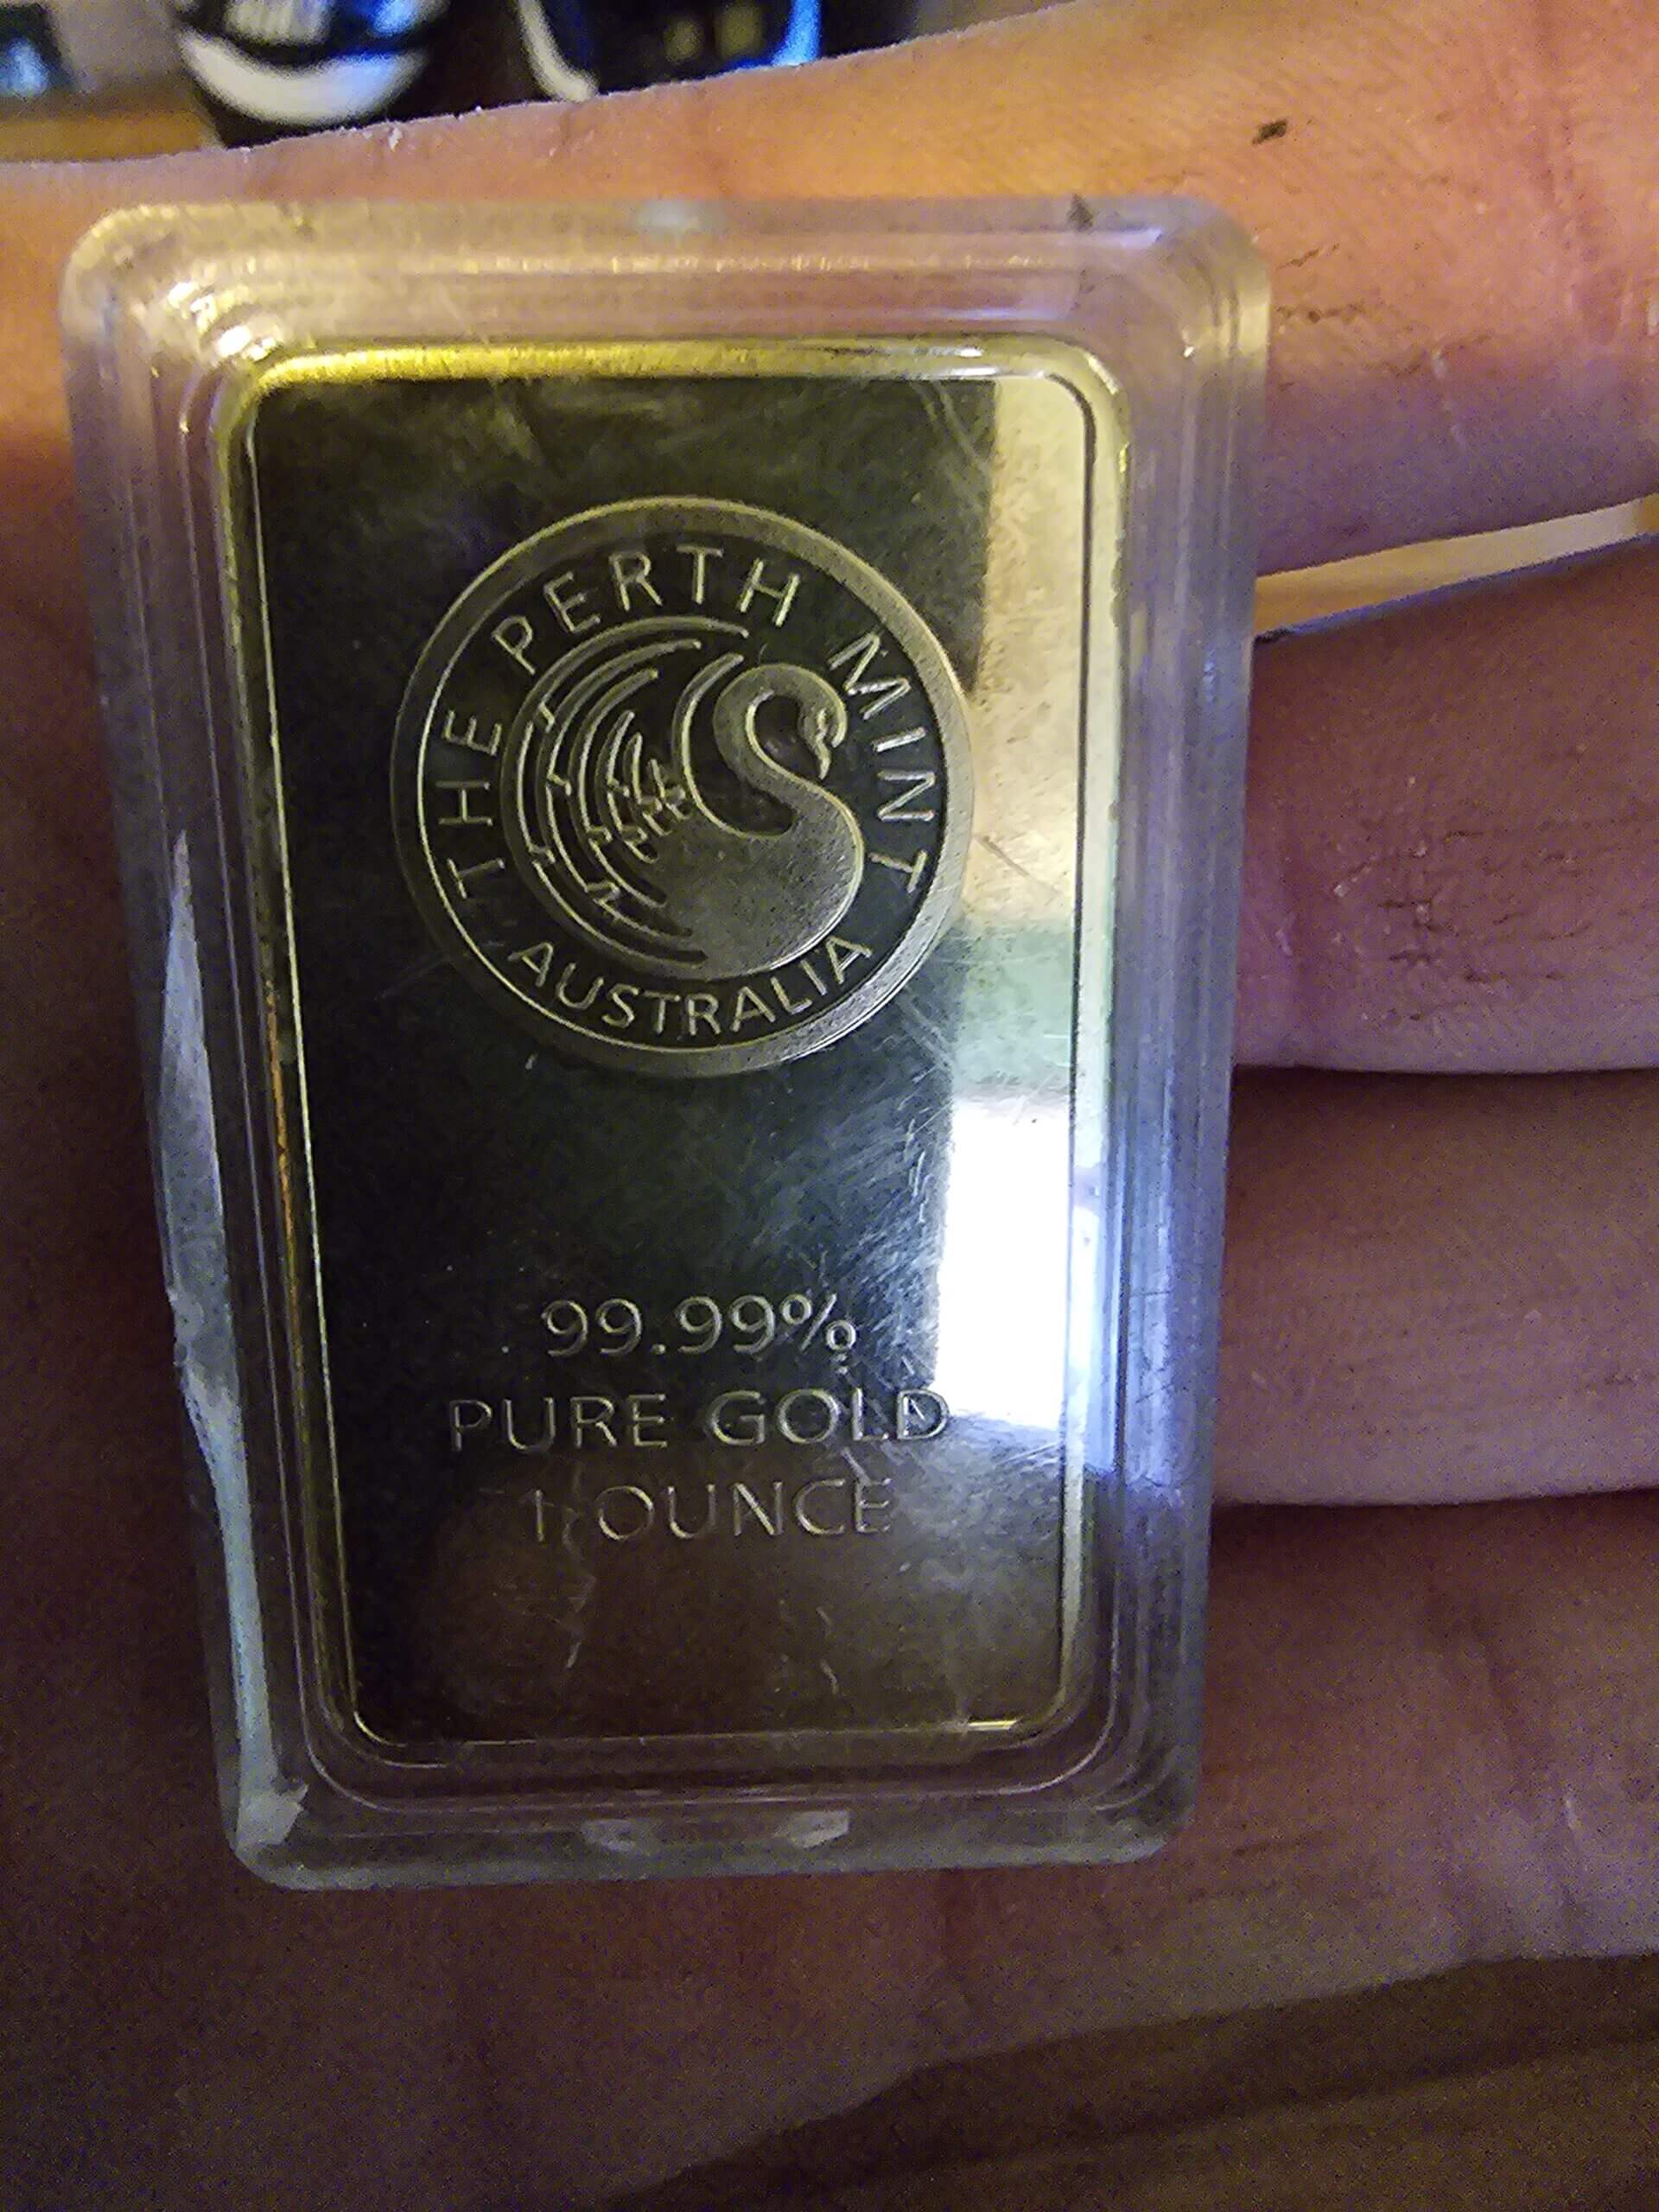 THE PERTH MINT
AUSTRALIA
99.99%
PURE GOLD
1 OUNCE